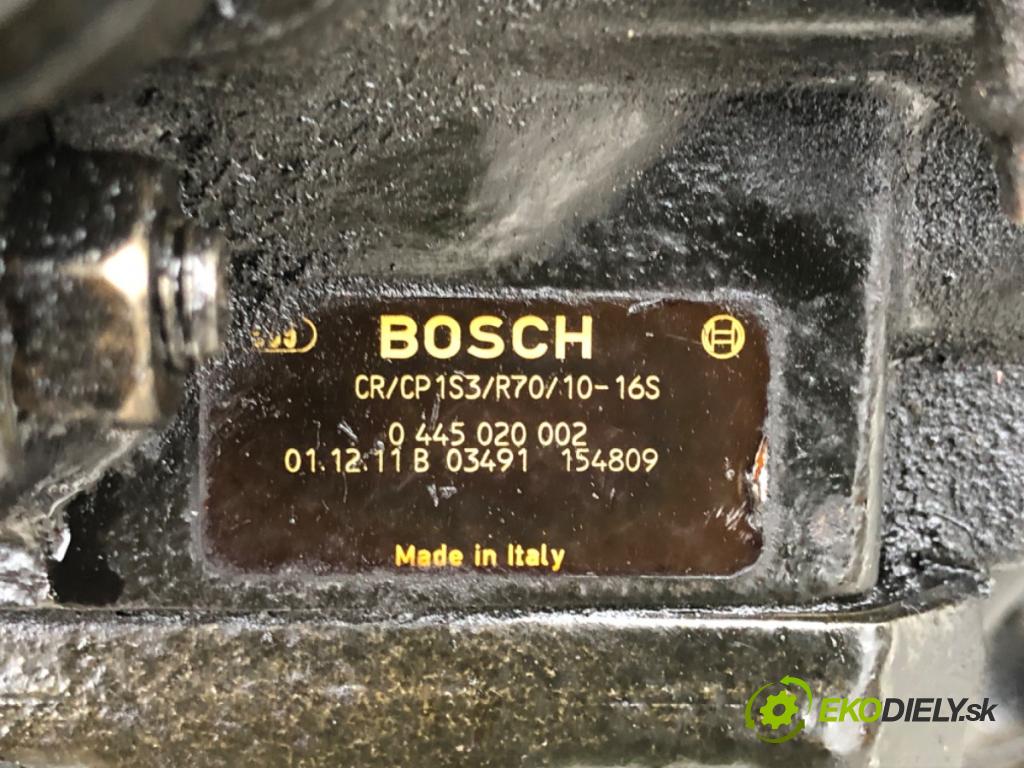 BOSCH
CR/CP1S3/R70/10-16S
0 445 020 002
01.12.11 B 03491 154809
Made in Italy
EKODIELY.sk